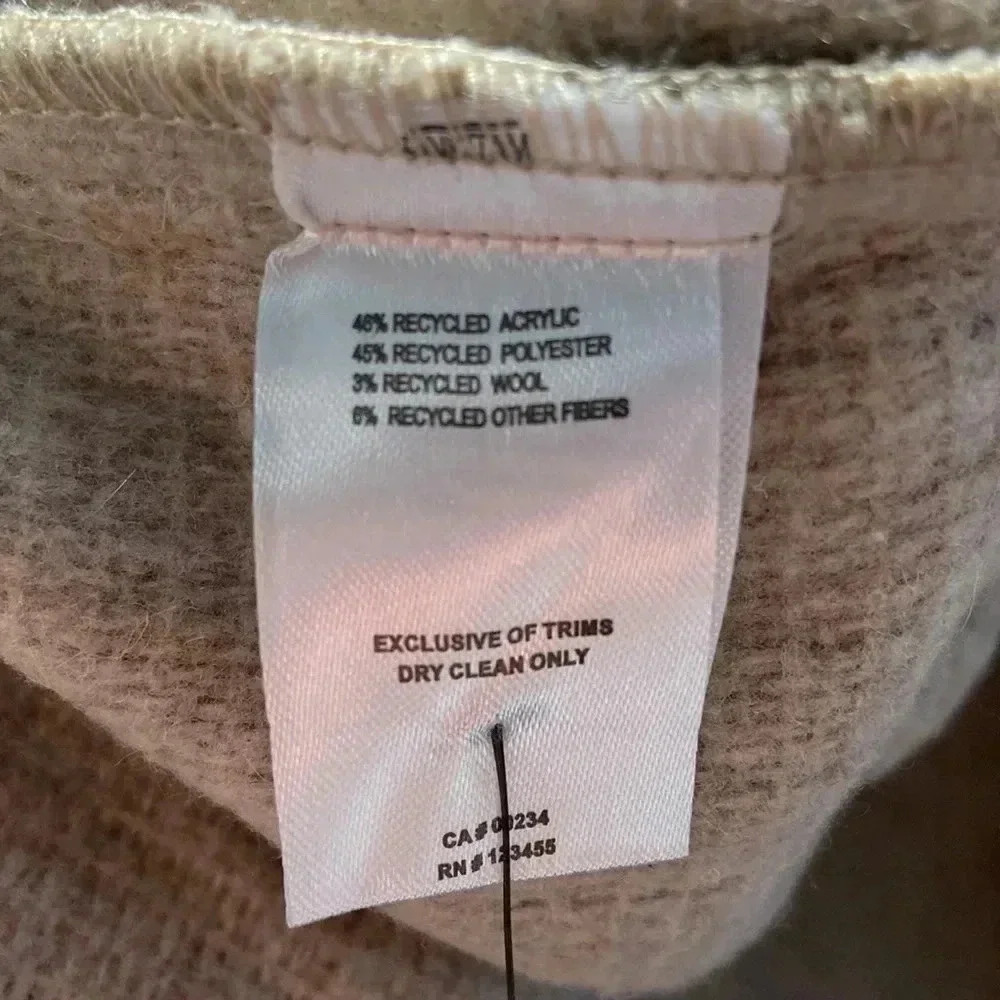 46% RECYCLED ACRYLIC
45% RECYCLED POLYESTER
3% RECYCLED WOOL
6% RECYCLED OTHER FIBERS
EXCLUSIVE OF TRIMS
DRY CLEAN ONLY
CA# 00234
RN# 123455